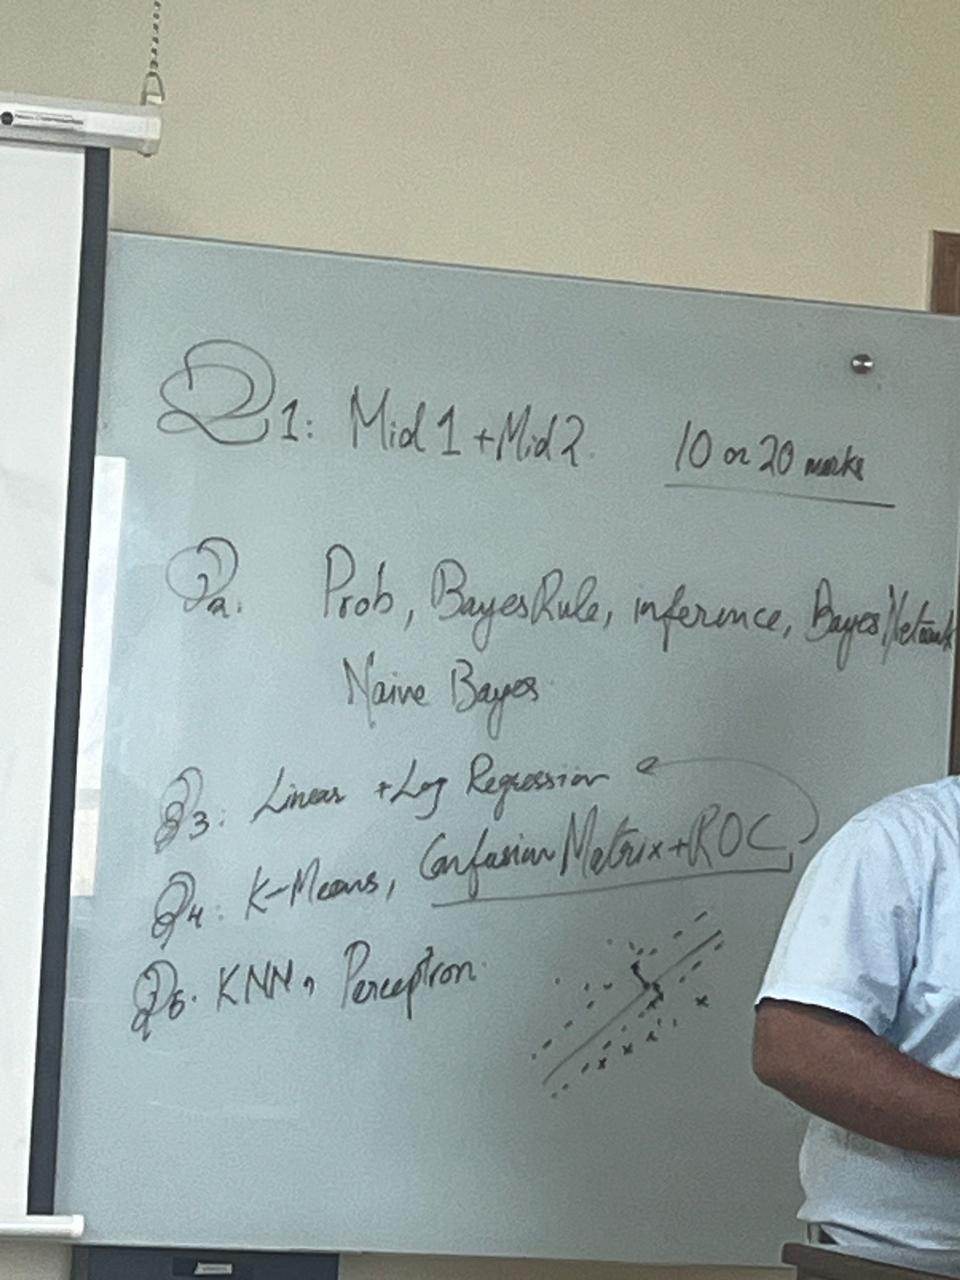 Q1: Mid 1 + Mid 2. 10 or 20 marks
Q2. Prob, Bayes Rule, inference, Bayes Network
Naive Bayes
Q3: Linear + Log Regression
Q4: K-Means, Confusion Matrix + ROC
Q5. KNN, Perceptron.